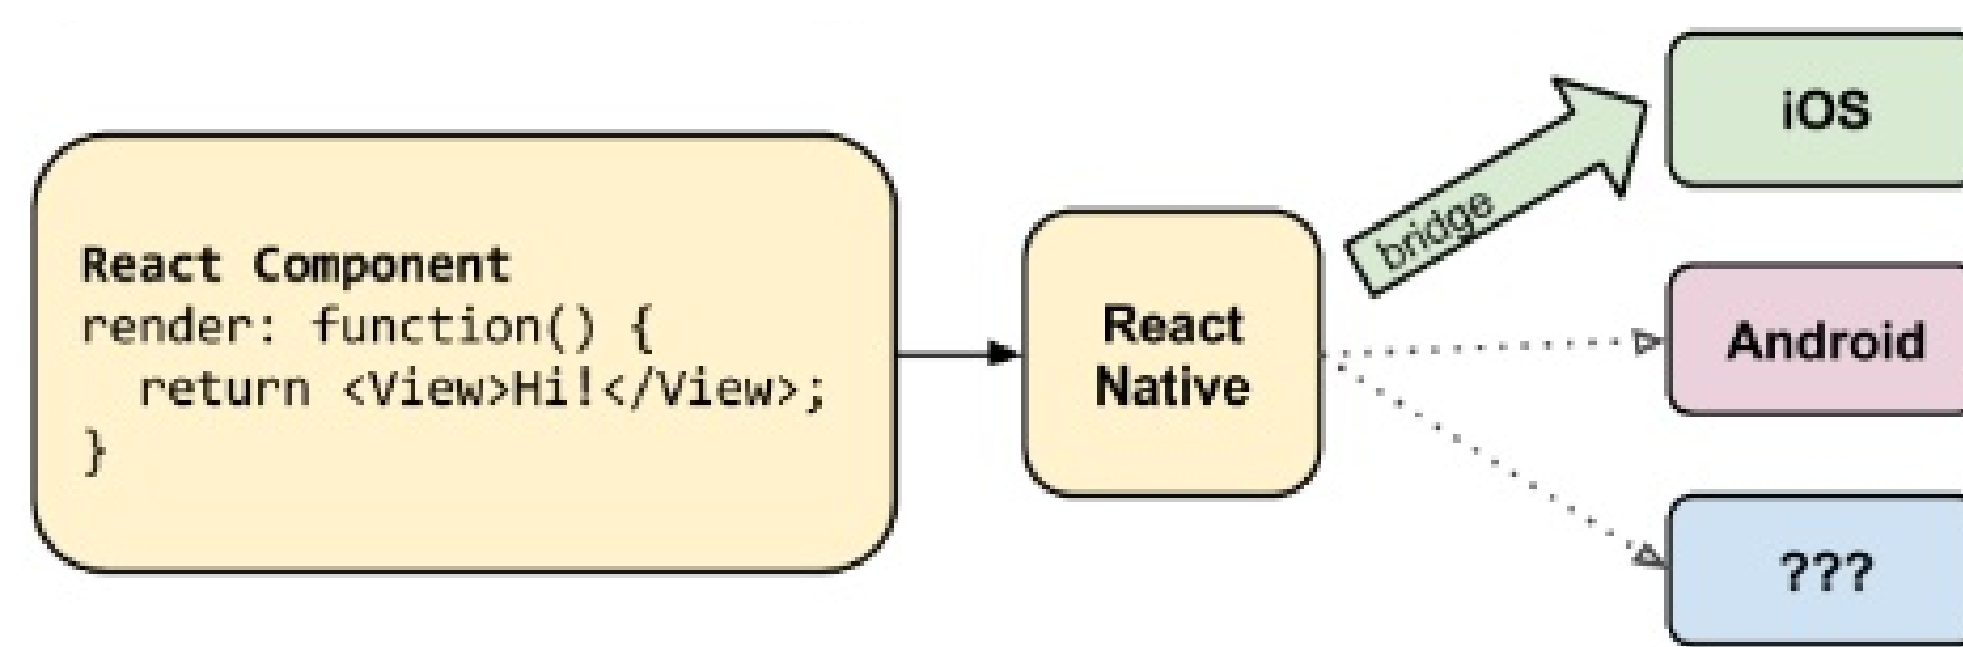 React Component
render: function() {
  return <View>Hi!</View>;
}
React
Native
bridge
iOS
Android
???